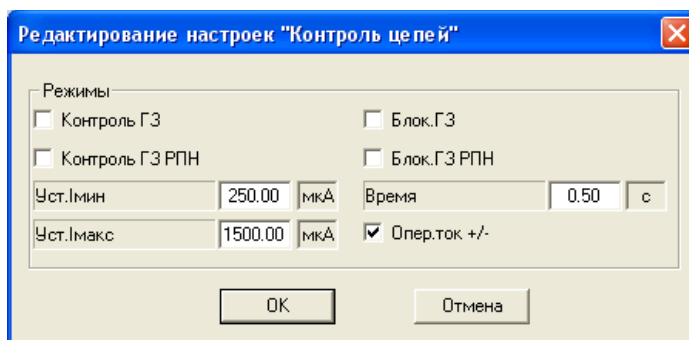 Редактирование настроек "Контроль цепей"
Режимы
Контроль ГЗ Блок.ГЗ
Контроль ГЗ РПН Блок.ГЗ РПН
Уст.Iмин 250.00 мкА Время 0.50 с
Уст.Iмакс 1500.00 мкА Опер.ток +/-
OK Отмена